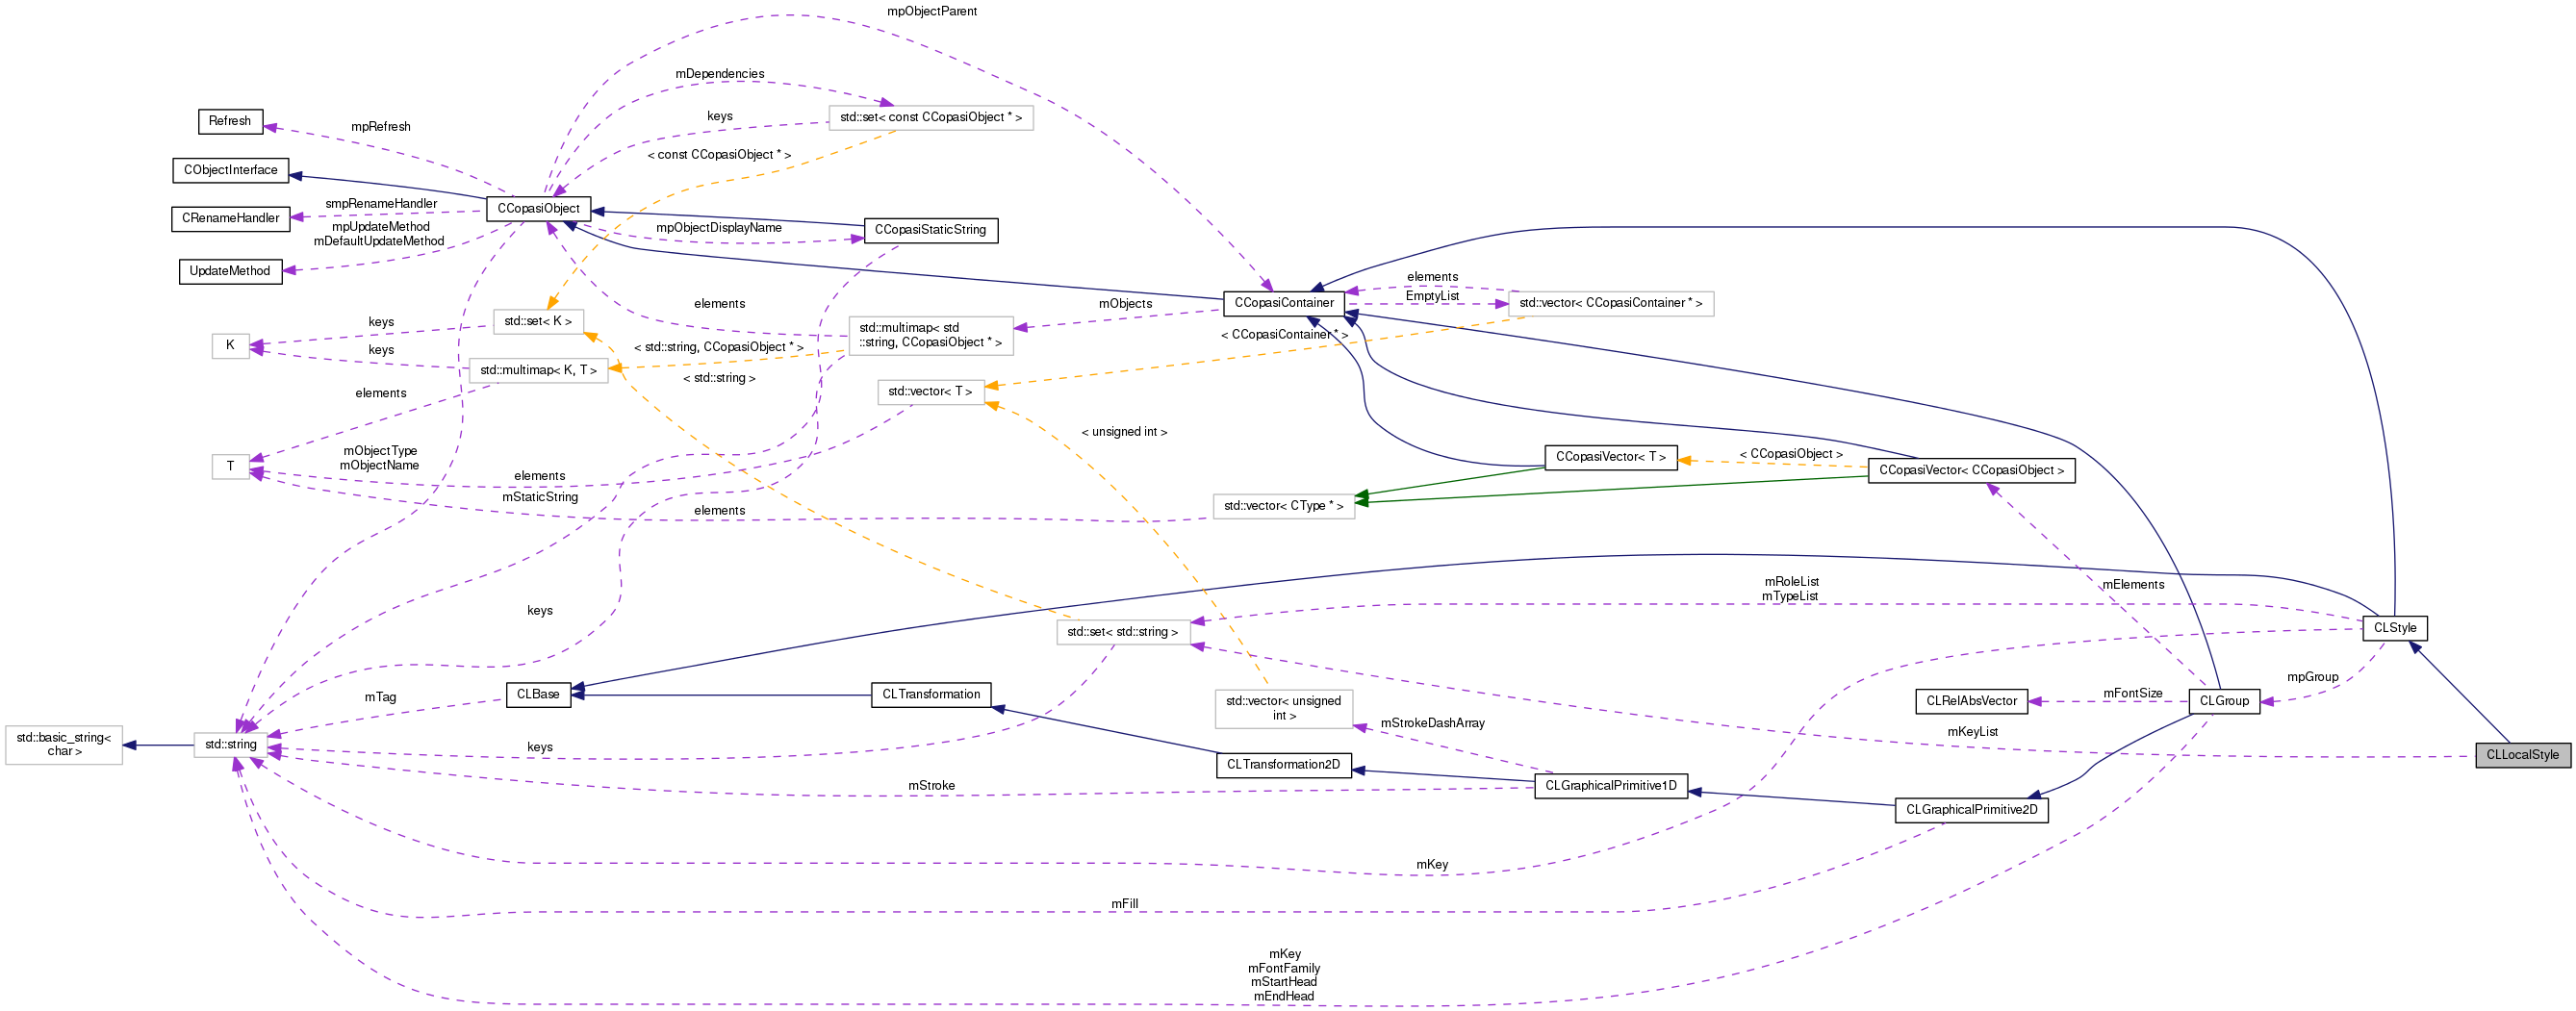 mpObjectParent
mDependencies
std::set< const CCopasiObject * >
keys
Refresh
mpRefresh
< const CCopasiObject * >
CObjectInterface
smpRenameHandler
CCopasiObject
CRenameHandler
mpUpdateMethod
mDefaultUpdateMethod
mpObjectDisplayName
CCopasiStaticString
UpdateMethod
elements
CCopasiContainer
EmptyList
std::vector< CCopasiContainer * >
elements
mObjects
std::set< K >
keys
std::multimap< std
::string, CCopasiObject * >
< CCopasiContainer * >
K
keys
< std::string, CCopasiObject * >
std::multimap< K, T >
< std::string >
elements
std::vector< T >
< unsigned int >
mObjectType
mObjectName
T
elements
mStaticString
elements
CCopasiVector< T >
< CCopasiObject >
CCopasiVector< CCopasiObject >
std::vector< CType * >
mElements
mRoleList
mTypeList
keys
std::set< std::string >
CLStyle
mpGroup
CLBase
CLTransformation
mTag
std::vector< unsigned
int >
CLRelAbsVector
mFontSize
CLGroup
mStrokeDashArray
mKeyList
std::basic_string<
char >
std::string
keys
CLLocalStyle
CLTransformation2D
mStroke
CLGraphicalPrimitive1D
CLGraphicalPrimitive2D
mKey
mFill
mKey
mFontFamily
mStartHead
mEndHead